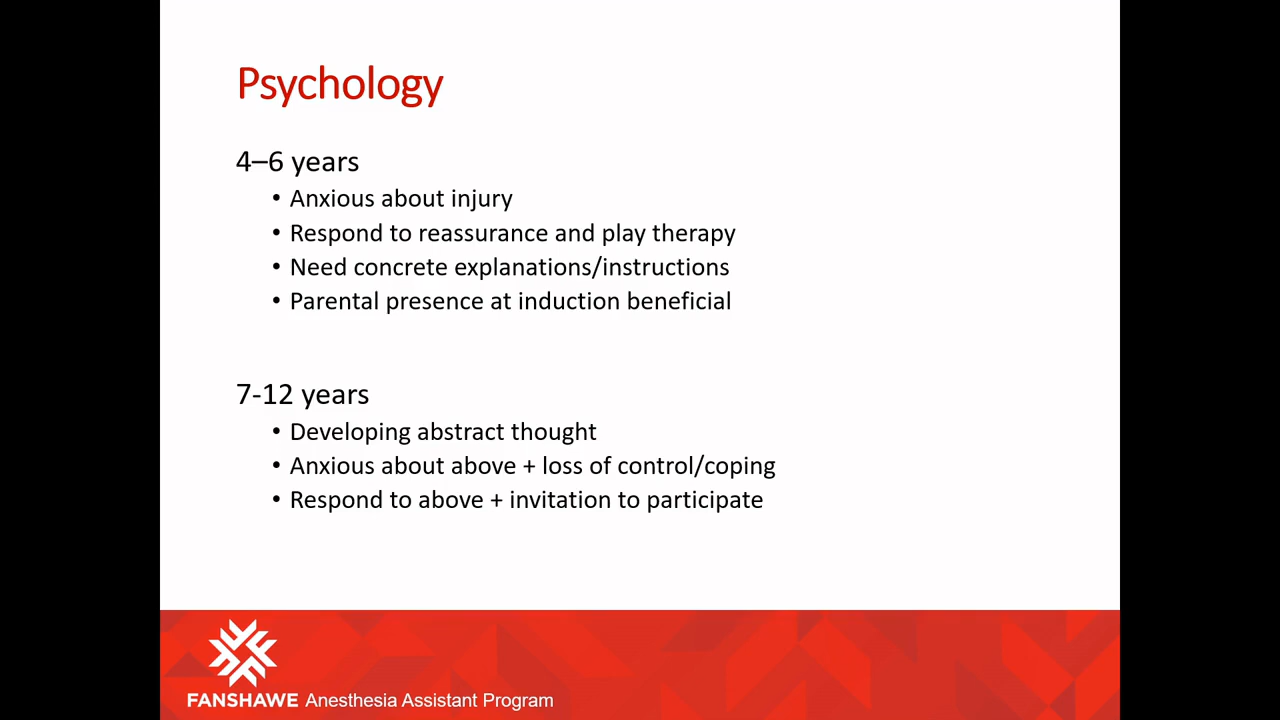 Psychology
4–6 years
• Anxious about injury
• Respond to reassurance and play therapy
• Need concrete explanations/instructions
• Parental presence at induction beneficial
7-12 years
• Developing abstract thought
• Anxious about above + loss of control/coping
• Respond to above + invitation to participate
FANSHAWE Anesthesia Assistant Program